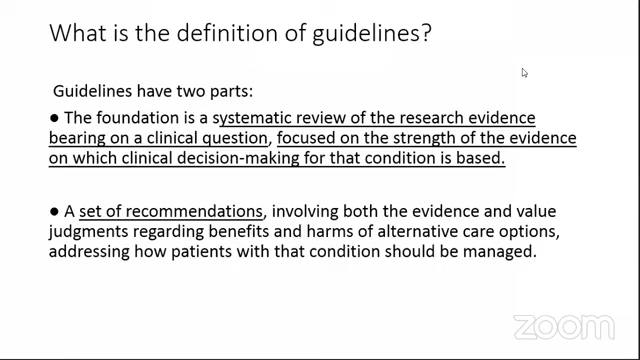 What is the definition of guidelines?
Guidelines have two parts:
● The foundation is a systematic review of the research evidence
bearing on a clinical question, focused on the strength of the evidence
on which clinical decision-making for that condition is based.
● A set of recommendations, involving both the evidence and value
judgments regarding benefits and harms of alternative care options,
addressing how patients with that condition should be managed.
zoom